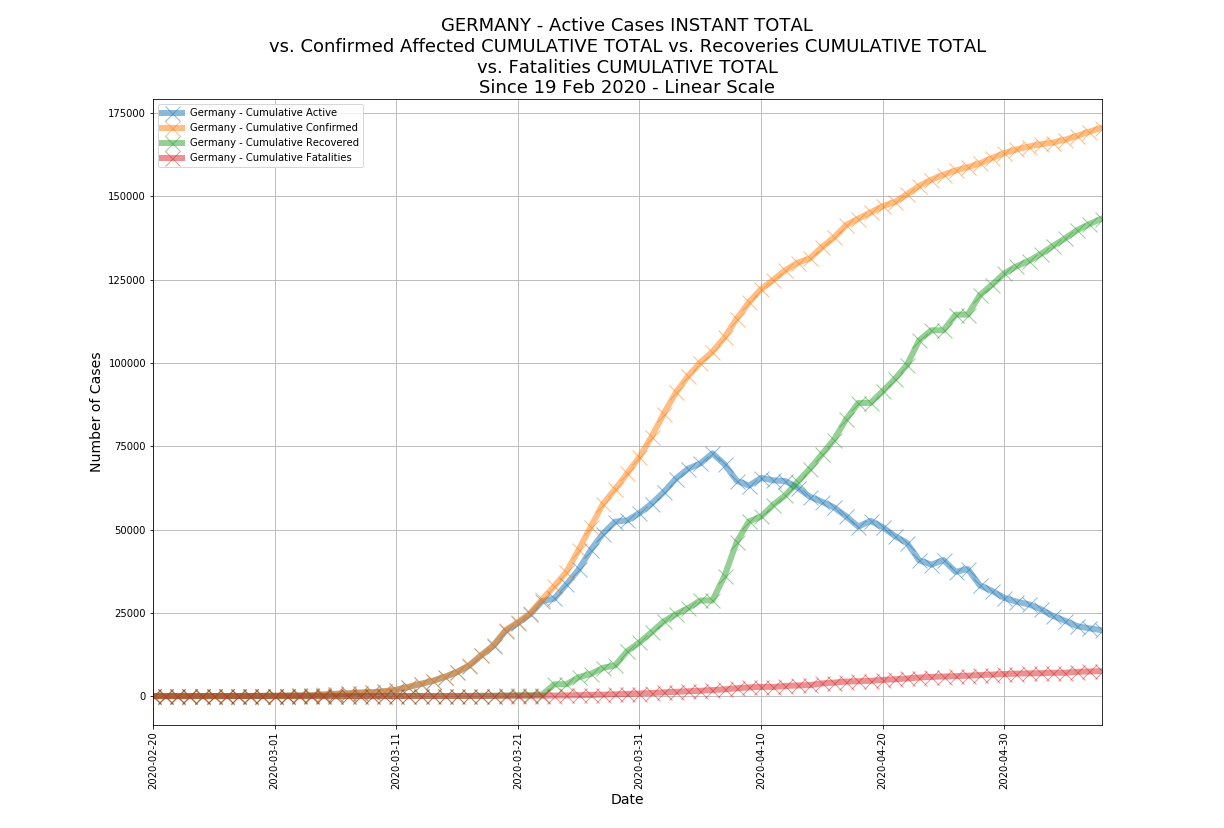 GERMANY - Active Cases INSTANT TOTAL
vs. Confirmed Affected CUMULATIVE TOTAL vs. Recoveries CUMULATIVE TOTAL
vs. Fatalities CUMULATIVE TOTAL
Since 19 Feb 2020 - Linear Scale
Germany - Cumulative Active
Germany - Cumulative Confirmed
Germany - Cumulative Recovered
Germany - Cumulative Fatalities
Number of Cases
175000
150000
125000
100000
75000
50000
25000
0
2020-02-20
2020-03-01
2020-03-11
2020-03-21
2020-03-31
2020-04-10
2020-04-20
2020-04-30
Date